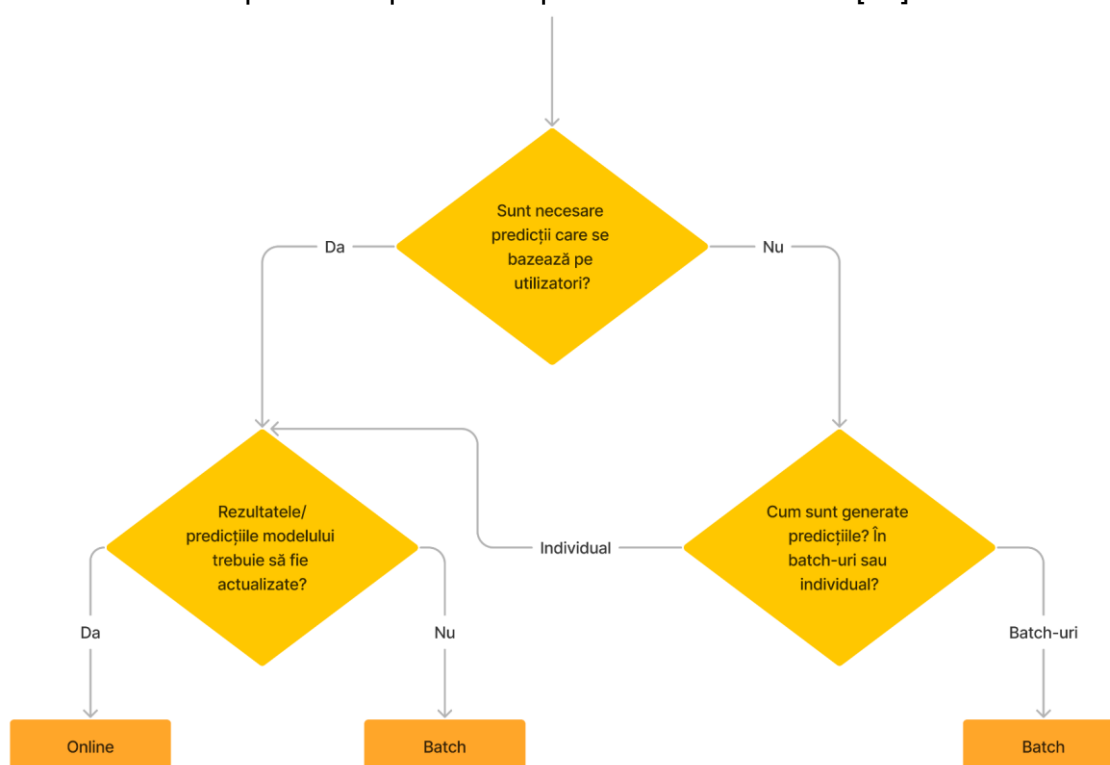 Sunt necesare
predicții care se
bazează pe
utilizatori?
Da
Nu
Rezultatele/
predicțiile modelului
trebuie să fie
actualizate?
Cum sunt generate
predicțiile? În
batch-uri sau
individual?
Individual
Da
Nu
Batch-uri
Online
Batch
Batch